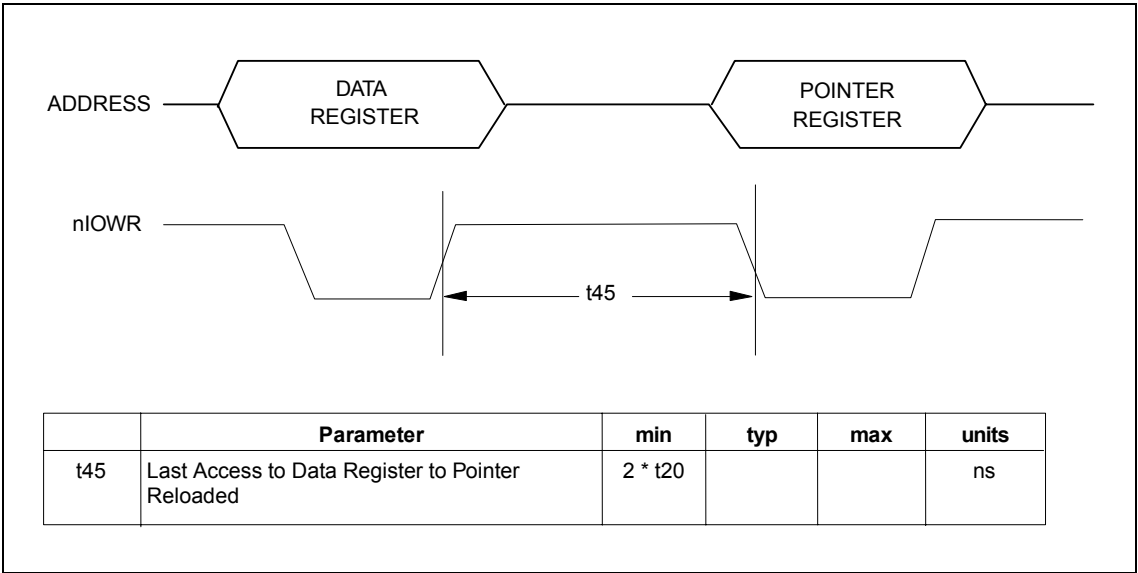 ADDRESS
DATA
REGISTER
POINTER
REGISTER
nIOWR
t45
Parameter min typ max units
t45 Last Access to Data Register to Pointer 2 * t20 ns
Reloaded